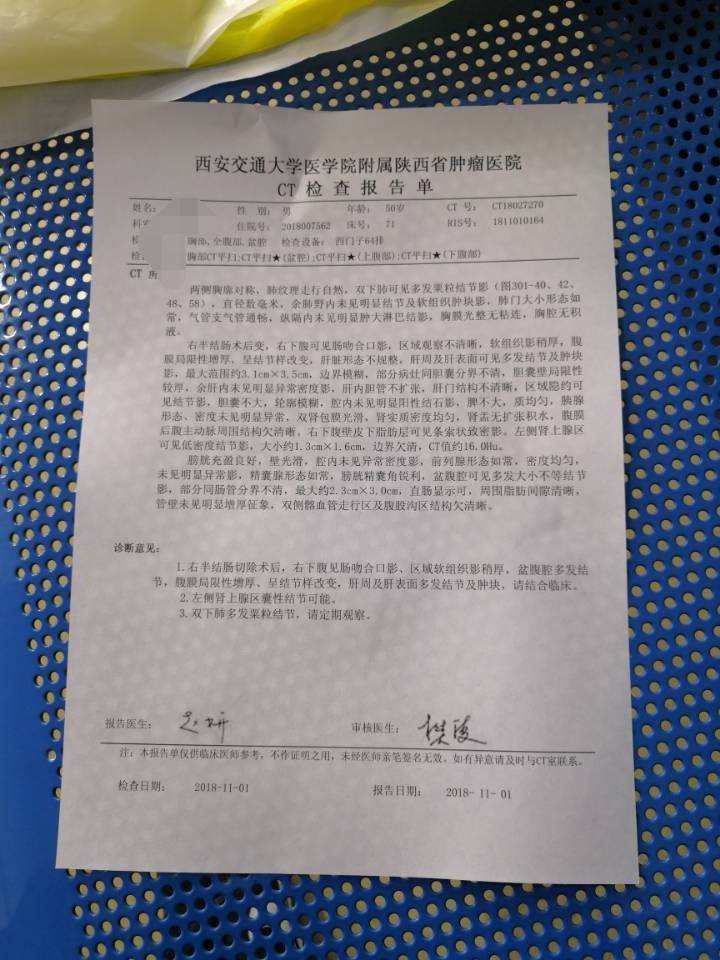 西安交通大学医学院附属陕西省肿瘤医院
CT 检 查 报 告 单
姓名: 性 别: 男 年龄: 50岁 CT 号: CT18027270
住院号: 2018007562 床号: 71 RIS号: 1811010164
胸部,全腹部,盆腔 检查设备: 西门子64排
胸部CT平扫;CT平扫★(盆腔);CT平扫★(上腹部);CT平扫★(下腹部)
CT 所
两侧胸廓对称、肺纹理走行自然，双下肺可见多发粟粒结节影（图301-40、42、
48、58），直径数毫米，余肺野内未见明显结节及软组织肿块影，肺门大小形态如
常，气管支气管通畅，纵隔内未见明显肿大淋巴结影，胸膜光整无粘连，胸腔无积
液。
右半肠术后变，右下腹可见肠吻合口影，区域观察不清晰，软组织影稍厚，腹
膜局限性增厚、呈结节样改变，肝脏形态不规整，肝周及肝表面可见多发结节及肿块
影，最大范围约3.1cm×3.5cm，边界模糊，部分病灶同胆囊分界不清，胆囊壁局限性
较厚，余肝内未见明显异常密度影，肝内胆管不扩张，肝门结构不清晰，区域隐约可
见结节影，胆囊不大，轮廓模糊，腔内未见明显阳性结石影，脾不大，质均匀，胰腺
形态、密度未见明显异常，双肾包膜光滑，肾实质密度均匀，肾盂无扩张积水，腹膜
后腹主动脉周围结构欠清晰。右下腹壁皮下脂肪层可见条索状致密影。左侧肾上腺区
可见低密度结节影，大小约1.3cm×1.6cm，边界欠清，CT值约16.0Hu。
膀胱充盈良好，壁光滑，腔内未见异常密度影，前列腺形态如常，密度均匀，
未见明显异常影，精囊腺形态如常，膀胱精囊角锐利，盆腹腔可见多发大小不等结节
影，部分同肠管分界不清，最大约2.3cm×3.0cm，直肠显示可，周围脂肪间隙清晰，
管壁未见明显增厚征象，双侧髂血管走行区及腹股沟区结构欠清晰。
诊断意见:
1.右半结肠切除术后，右下腹见肠吻合口影、区域软组织影稍厚，盆腹腔多发结
节，腹膜局限性增厚、呈结节样改变，肝周及肝表面多发结节及肿块，请结合临床。
2.左侧肾上腺区囊性结节可能。
3.双下肺多发粟粒结节，请定期观察。
报告医生: 审核医生:
注: 本报告单仅供临床医师参考，不作证明之用，未经医师亲笔签名无效。如有异意请及时与CT室联系。
检查日期: 2018-11-01 报告日期: 2018-11-01